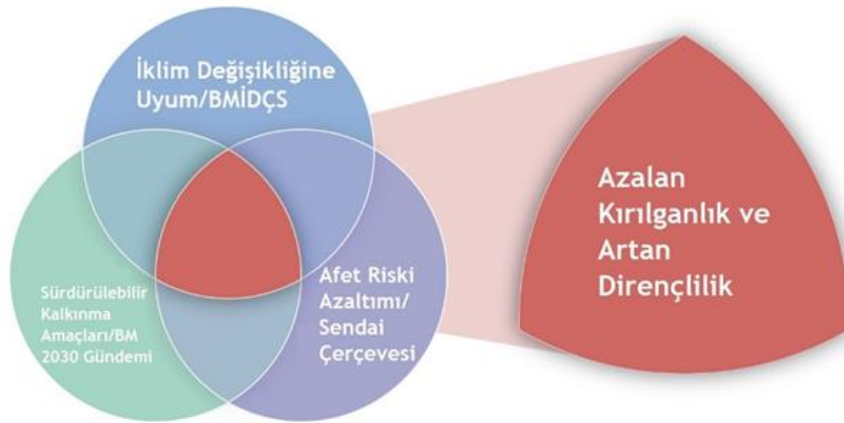 İklim Değişikliğine
Uyum/BMİDÇS
Sürdürülebilir
Kalkınma
Amaçları/BM
2030 Gündemi
Afet Riski
Azaltımı/
Sendai
Çerçevesi
Azalan
Kırılganlık ve
Artan
Dirençlilik